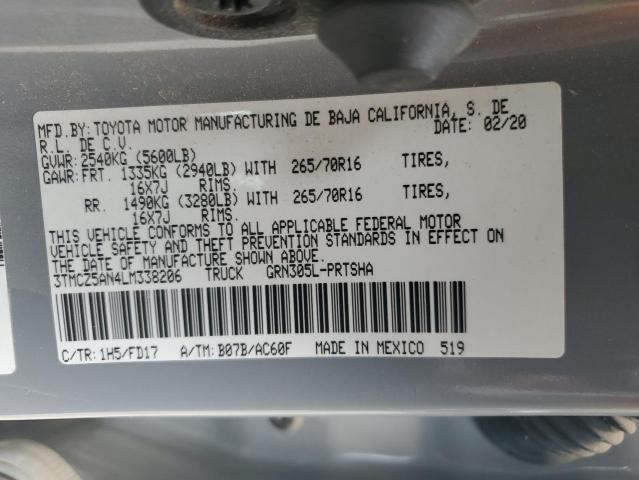 MFD.BY:TOYOTA MOTOR MANUFACTURING DE BAJA CALIFORNIA, S. DE
R.L. DE C.V. DATE: 02/20
GVWR:2540KG (5600LB)
GAWR:FRT. 1335KG (2940LB) WITH 265/70R16 TIRES,
16X7J RIMS.
RR. 1490KG (3280LB) WITH 265/70R16 TIRES,
16X7J RIMS.
THIS VEHICLE CONFORMS TO ALL APPLICABLE FEDERAL MOTOR
VEHICLE SAFETY AND THEFT PREVENTION STANDARDS IN EFFECT ON
THE DATE OF MANUFACTURE SHOWN ABOVE.
3TMCZ5AN4LM338206 TRUCK GRN305L-PRTSHA
C/TR: 1H5/FD17 A/TM: B07B/AC60F MADE IN MEXICO 519